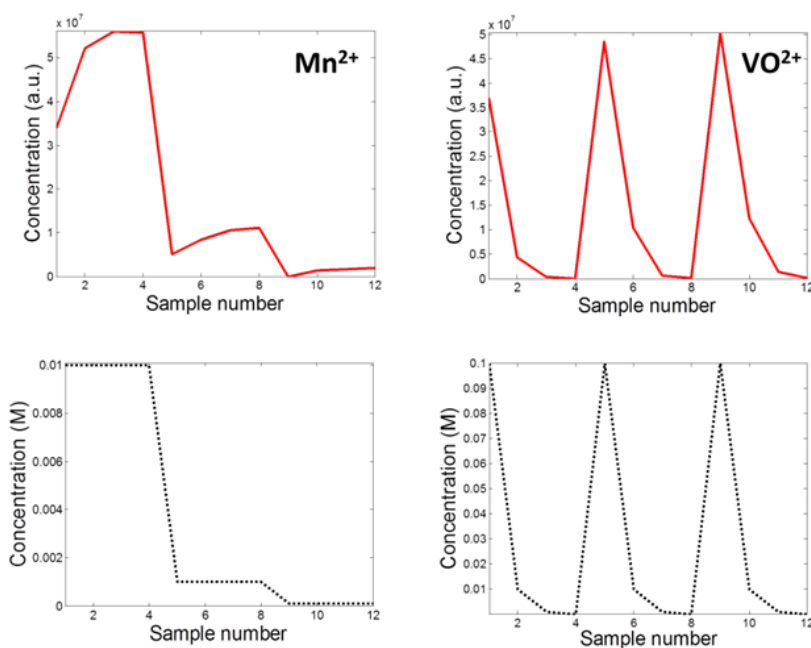 x 10⁷
Mn²⁺
Concentration (a.u.)
5
4
3
2
1
0
2 4 6 8 10 12
Sample number
x 10⁷
VO²⁺
Concentration (a.u.)
5
4.5
4
3.5
3
2.5
2
1.5
1
0.5
0
2 4 6 8 10 12
Sample number
Concentration (M)
0.01
0.008
0.006
0.004
0.002
0.001
0
2 4 6 8 10 12
Sample number
Concentration (M)
0.1
0.09
0.08
0.07
0.06
0.05
0.04
0.03
0.02
0.01
2 4 6 8 10 12
Sample number